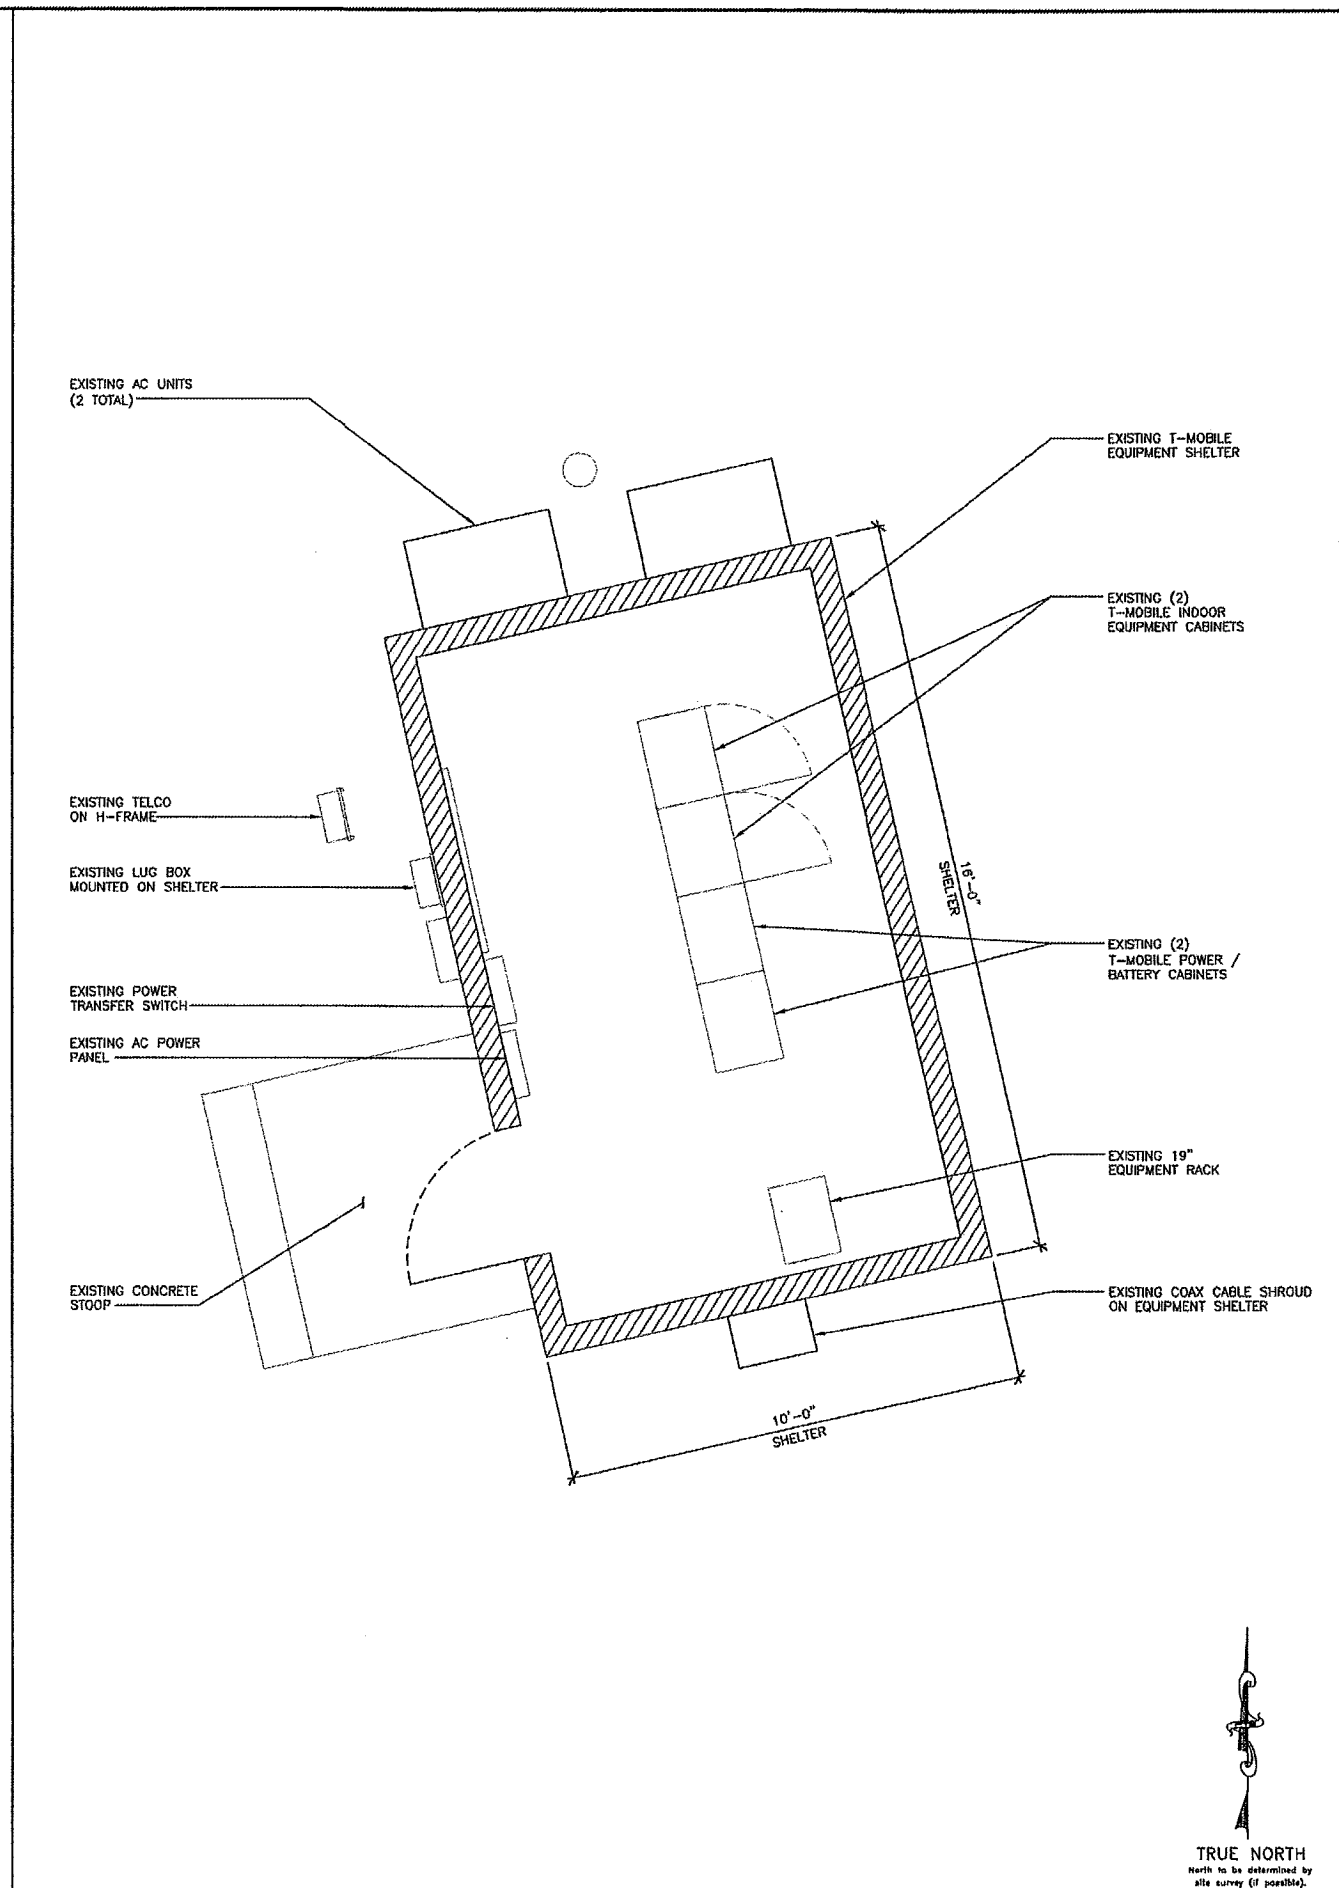 EXISTING AC UNITS
(2 TOTAL)
EXISTING T-MOBILE
EQUIPMENT SHELTER
EXISTING (2)
T-MOBILE INDOOR
EQUIPMENT CABINETS
EXISTING TELCO
ON H-FRAME
EXISTING LUG BOX
MOUNTED ON SHELTER
16'-0"
SHELTER
EXISTING (2)
T-MOBILE POWER /
BATTERY CABINETS
EXISTING POWER
TRANSFER SWITCH
EXISTING AC POWER
PANEL
EXISTING 19"
EQUIPMENT RACK
EXISTING CONCRETE
STOOP
EXISTING COAX CABLE SHROUD
ON EQUIPMENT SHELTER
10'-0"
SHELTER
TRUE NORTH
North to be determined by
site survey (if possible).